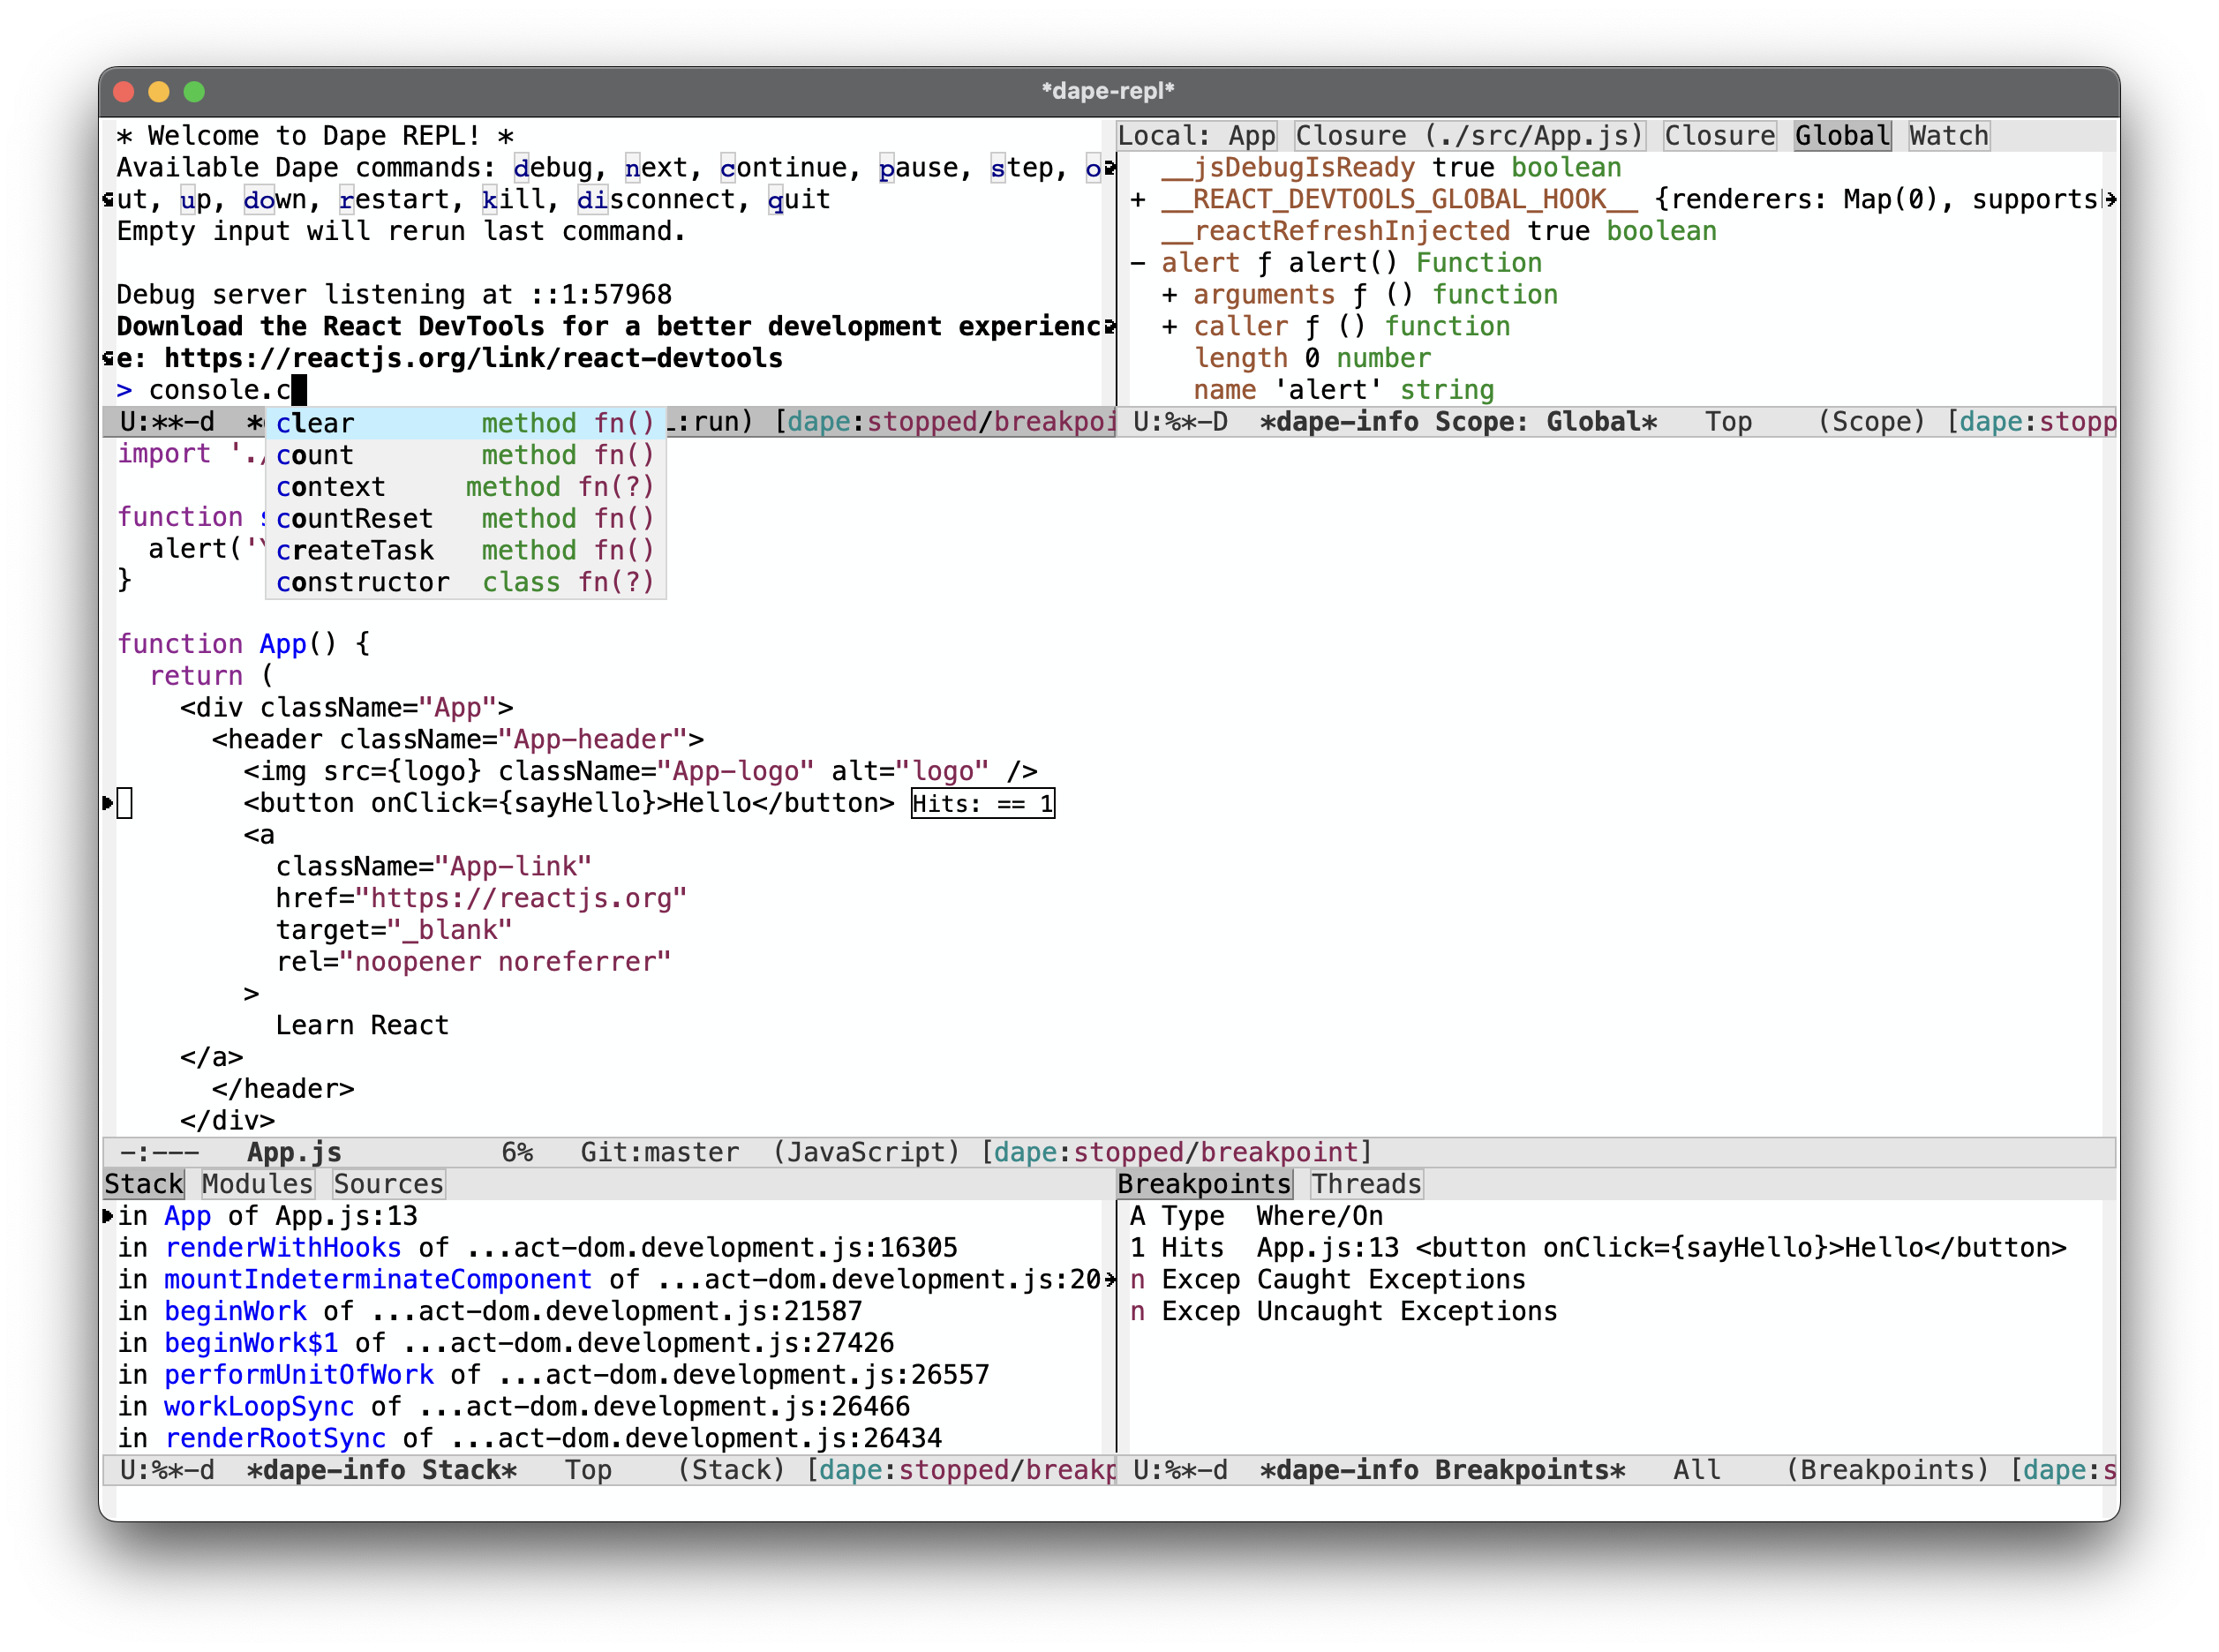 *dape-repl*
* Welcome to Dape REPL! *
Available Dape commands: debug, next, continue, pause, step, o
ut, up, down, restart, kill, disconnect, quit
Empty input will rerun last command.
Debug server listening at ::1:57968
Download the React DevTools for a better development experienc
e: https://reactjs.org/link/react-devtools
> console.c
clear method fn()
count method fn()
context method fn(?)
countReset method fn()
createTask method fn()
constructor class fn(?)
U:**-d * :run) [dape:stopped/breakpoi
Local: App Closure (./src/App.js) Closure Global Watch
__jsDebugIsReady true boolean
+ __REACT_DEVTOOLS_GLOBAL_HOOK__ {renderers: Map(0), supports
__reactRefreshInjected true boolean
- alert ƒ alert() Function
+ arguments ƒ () function
+ caller ƒ () function
length 0 number
name 'alert' string
U:%*-D *dape-info Scope: Global* Top (Scope) [dape:stopp
import './
function s
alert('Y
}
function App() {
return (
<div className="App">
<header className="App-header">
<img src={logo} className="App-logo" alt="logo" />
<button onClick={sayHello}>Hello</button> Hits: == 1
<a
className="App-link"
href="https://reactjs.org"
target="_blank"
rel="noopener noreferrer"
>
Learn React
</a>
</header>
</div>
-:--- App.js 6% Git:master (JavaScript) [dape:stopped/breakpoint]
Stack Modules Sources
in App of App.js:13
in renderWithHooks of ...act-dom.development.js:16305
in mountIndeterminateComponent of ...act-dom.development.js:20
in beginWork of ...act-dom.development.js:21587
in beginWork$1 of ...act-dom.development.js:27426
in performUnitOfWork of ...act-dom.development.js:26557
in workLoopSync of ...act-dom.development.js:26466
in renderRootSync of ...act-dom.development.js:26434
U:%*-d *dape-info Stack* Top (Stack) [dape:stopped/breakp
Breakpoints Threads
A Type Where/On
1 Hits App.js:13 <button onClick={sayHello}>Hello</button>
n Excep Caught Exceptions
n Excep Uncaught Exceptions
U:%*-d *dape-info Breakpoints* All (Breakpoints) [dape:s